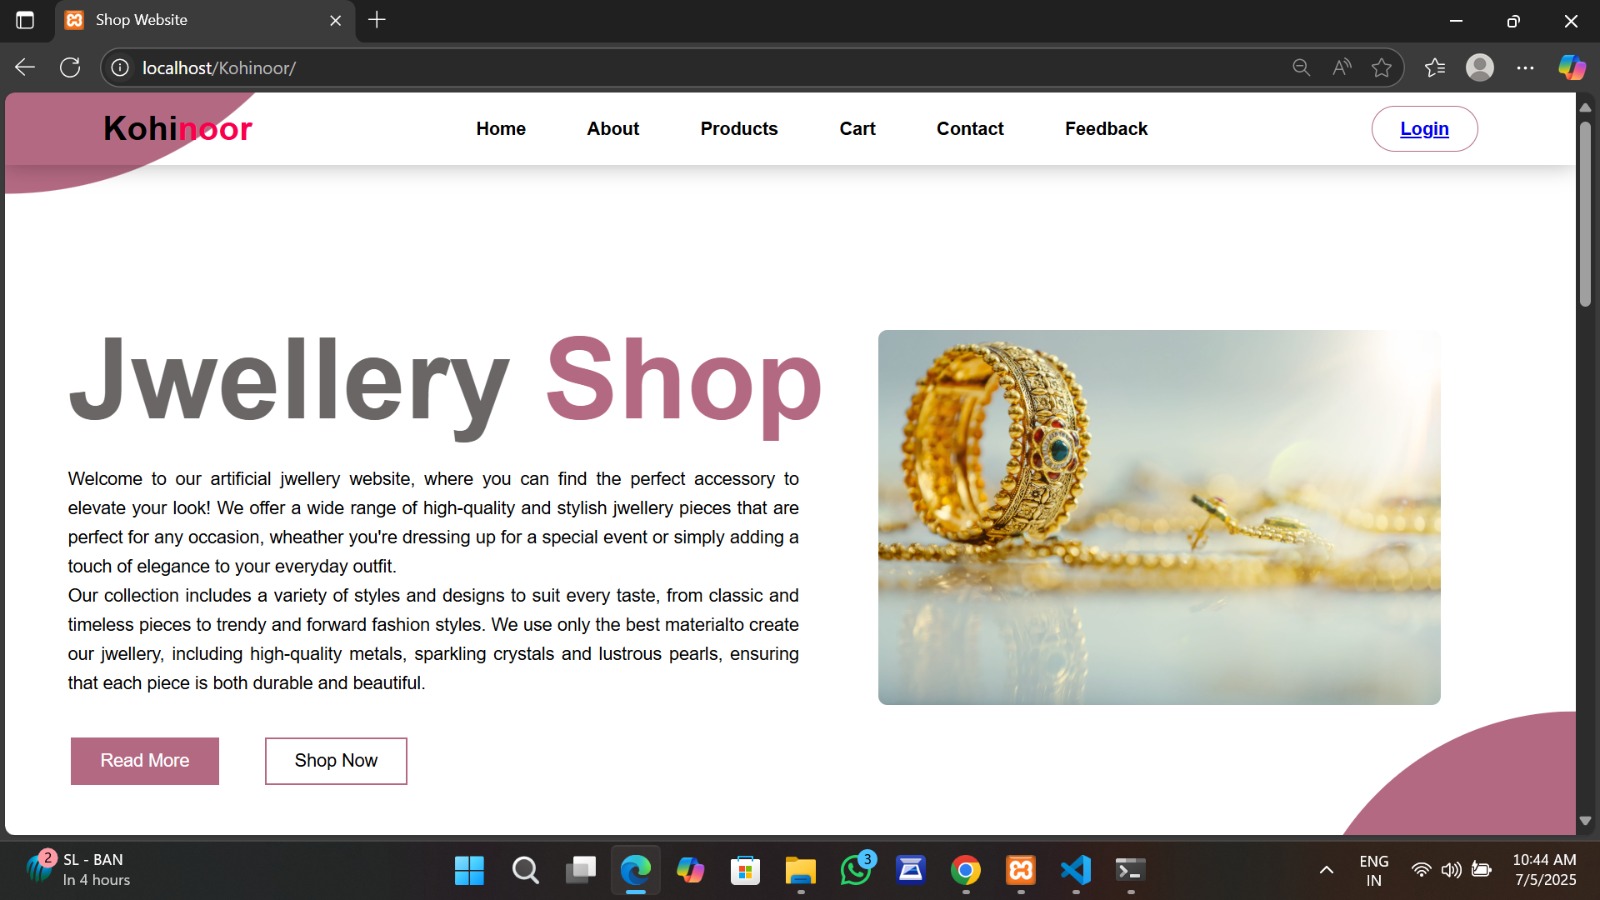 Shop Website
localhost/Kohinoor/
Kohinoor
Home About Products Cart Contact Feedback
Login
Jwellery Shop
Welcome to our artificial jwellery website, where you can find the perfect accessory to
elevate your look! We offer a wide range of high-quality and stylish jwellery pieces that are
perfect for any occasion, wheather you're dressing up for a special event or simply adding a
touch of elegance to your everyday outfit.
Our collection includes a variety of styles and designs to suit every taste, from classic and
timeless pieces to trendy and forward fashion styles. We use only the best materialto create
our jwellery, including high-quality metals, sparkling crystals and lustrous pearls, ensuring
that each piece is both durable and beautiful.
Read More
Shop Now
2
SL - BAN
In 4 hours
3
ENG
IN
10:44 AM
7/5/2025